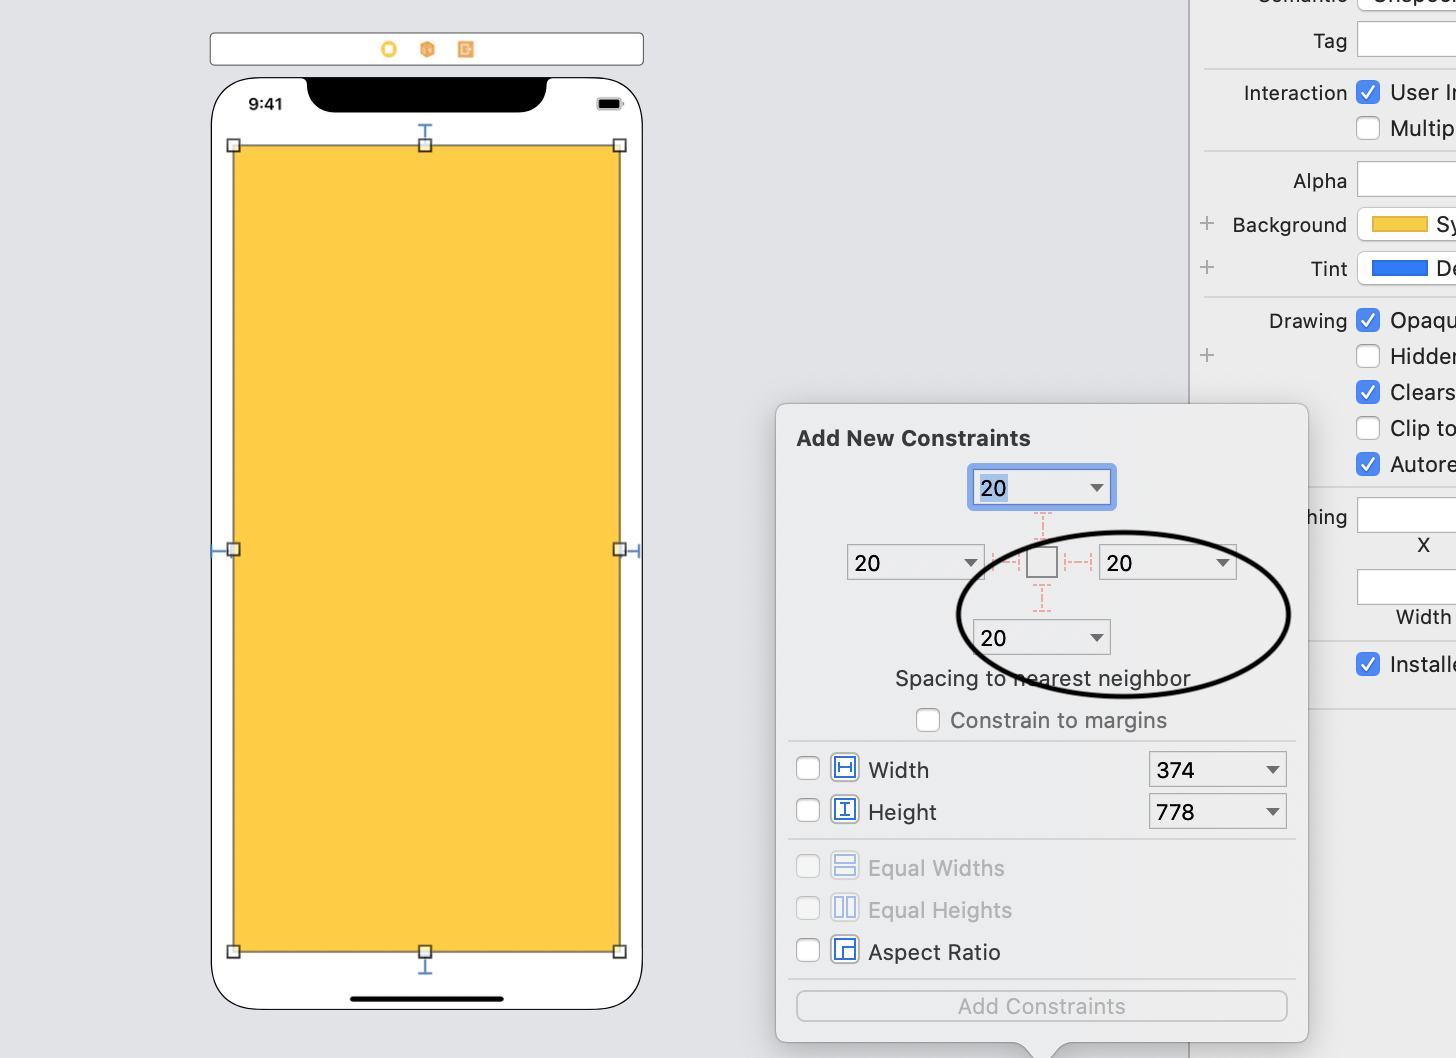 Tag
9:41
Interaction
User In
Multip
Alpha
Background
Sy
Tint
De
Drawing
Opaqu
Hidden
Clears
Clip to
Autore
hing
X
Width
Installe
Add New Constraints
20
20
20
20
Spacing to nearest neighbor
Constrain to margins
Width
374
Height
778
Equal Widths
Equal Heights
Aspect Ratio
Add Constraints